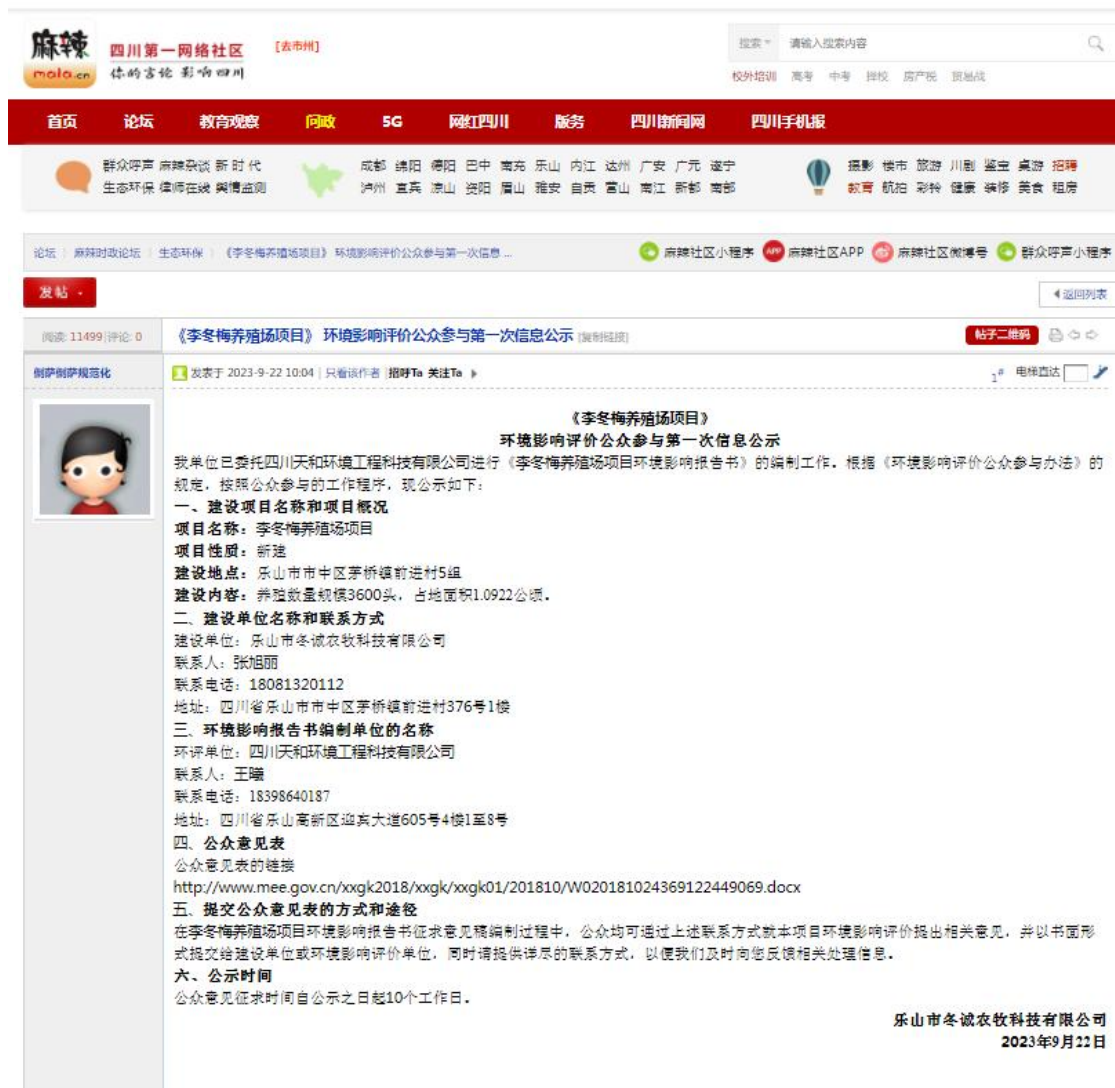 麻辣
mala.cn
四川第一网络社区
你的言论 影响四川
[去市州]
搜索
请输入搜索内容
校外培训 高考 中考 择校 房产税 贸易战
首页 论坛 教育观察 问政 5G 网红四川 版务 四川新闻网 四川手机报
群众呼声 麻辣杂谈 新时代
生态环保 律师在线 舆情监测
成都 绵阳 德阳 巴中 南充 乐山 内江 达州 广安 广元 遂宁
泸州 宜宾 凉山 资阳 眉山 雅安 自贡 营山 南江 新都 南部
摄影 楼市 旅游 川剧 鉴宝 桌游 招聘
教育 航拍 彩铃 健康 装修 美食 租房
论坛 麻辣时政论坛 生态环保 《李冬梅养殖场项目》 环境影响评价公众参与第一次信息 ...
麻辣社区小程序 APP 麻辣社区APP 麻辣社区微博号 群众呼声小程序
发帖
返回列表
阅读: 11499 评论: 0
《李冬梅养殖场项目》 环境影响评价公众参与第一次信息公示 [复制链接]
帖子二维码
倒萨倒萨规范化
发表于 2023-9-22 10:04 | 只看该作者 | 招呼Ta 关注Ta
1# 电梯直达
《李冬梅养殖场项目》
环境影响评价公众参与第一次信息公示
我单位已委托四川天和环境工程科技有限公司进行《李冬梅养殖场项目环境影响报告书》的编制工作。根据《环境影响评价公众参与办法》的
规定，按照公众参与的工作程序，现公示如下：
一、建设项目名称和项目概况
项目名称：李冬梅养殖场项目
项目性质：新建
建设地点：乐山市市中区茅桥镇前进村5组
建设内容：养殖数量规模3600头，占地面积1.0922公顷。
二、建设单位名称和联系方式
建设单位：乐山市冬诚农牧科技有限公司
联系人：张旭丽
联系电话：18081320112
地址：四川省乐山市市中区茅桥镇前进村376号1楼
三、环境影响报告书编制单位的名称
环评单位：四川天和环境工程科技有限公司
联系人：王曦
联系电话：18398640187
地址：四川省乐山高新区迎宾大道605号4楼1至8号
四、公众意见表
公众意见表的链接
http://www.mee.gov.cn/xxgk2018/xxgk/xxgk01/201810/W020181024369122449069.docx
五、提交公众意见表的方式和途径
在李冬梅养殖场项目环境影响报告书征求意见稿编制过程中，公众均可通过上述联系方式就本项目环境影响评价提出相关意见，并以书面形
式提交给建设单位或环境影响评价单位，同时请提供详尽的联系方式，以便我们及时向您反馈相关处理信息。
六、公示时间
公众意见征求时间自公示之日起10个工作日。
乐山市冬诚农牧科技有限公司
2023年9月22日